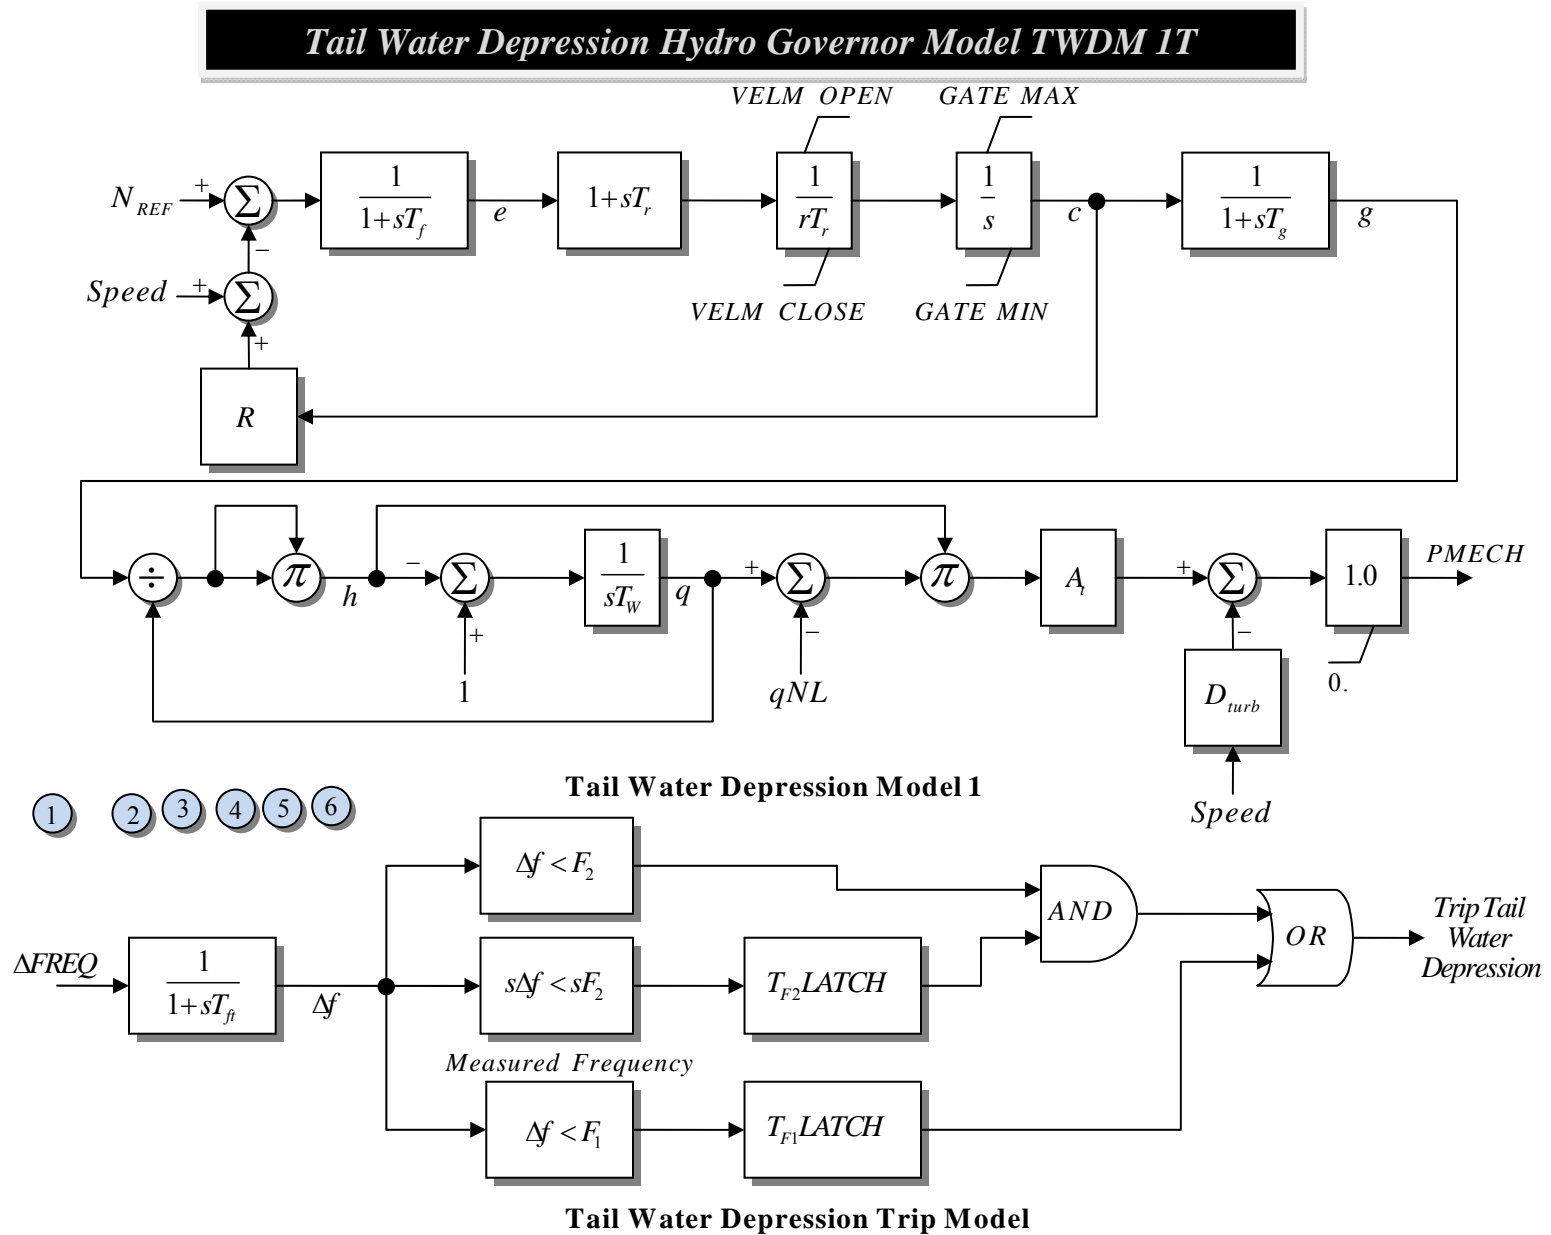 Tail Water Depression Hydro Governor Model TWDM 1T
VELM OPEN
GATE MAX
N_REF
+
Σ
−
1
1+sT_f
e
1+sT_r
1
rT_r
1
s
c
1
1+sT_g
g
Speed
+
Σ
+
VELM CLOSE
GATE MIN
R
÷
π
h
−
Σ
+
1
1
sT_W
q
+
Σ
−
qNL
π
A_t
+
Σ
−
1.0
0.
PMECH
D_turb
Speed
Tail Water Depression Model 1
1
2
3
4
5
6
ΔFREQ
1
1+sT_ft
Δf
Δf < F_2
sΔf < sF_2
T_F2 LATCH
Measured Frequency
Δf < F_1
T_F1 LATCH
AND
OR
Trip Tail
Water
Depression
Tail Water Depression Trip Model